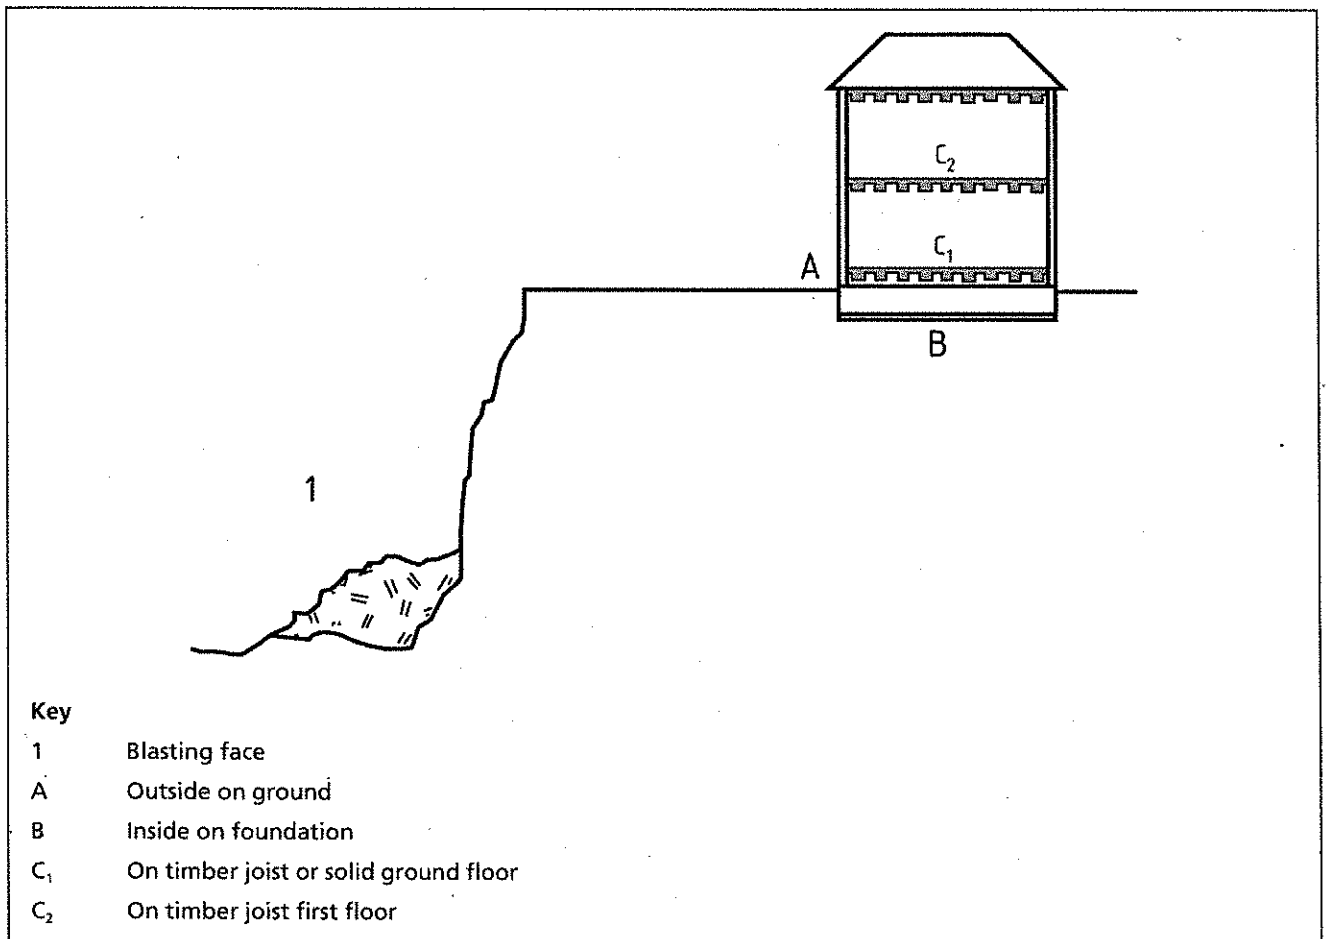 C₂
C₁
A
B
1
Key
1 Blasting face
A Outside on ground
B Inside on foundation
C₁ On timber joist or solid ground floor
C₂ On timber joist first floor